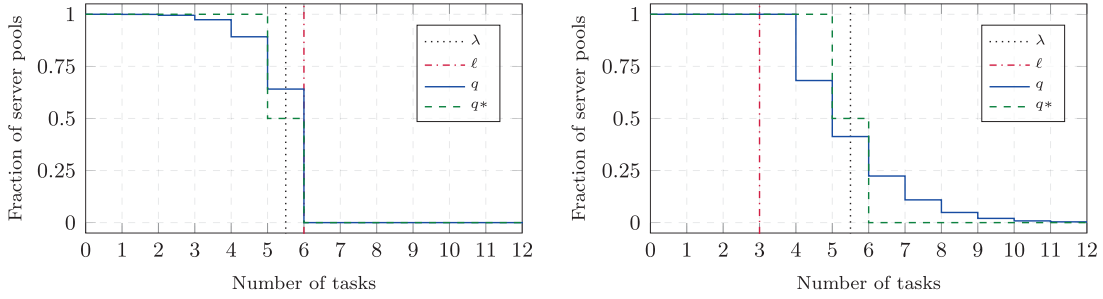 Fraction of server pools
1
0.75
0.5
0.25
0
0 1 2 3 4 5 6 7 8 9 10 11 12
Number of tasks
λ
ℓ
q
q*
Fraction of server pools
1
0.75
0.5
0.25
0
0 1 2 3 4 5 6 7 8 9 10 11 12
Number of tasks
λ
ℓ
q
q*